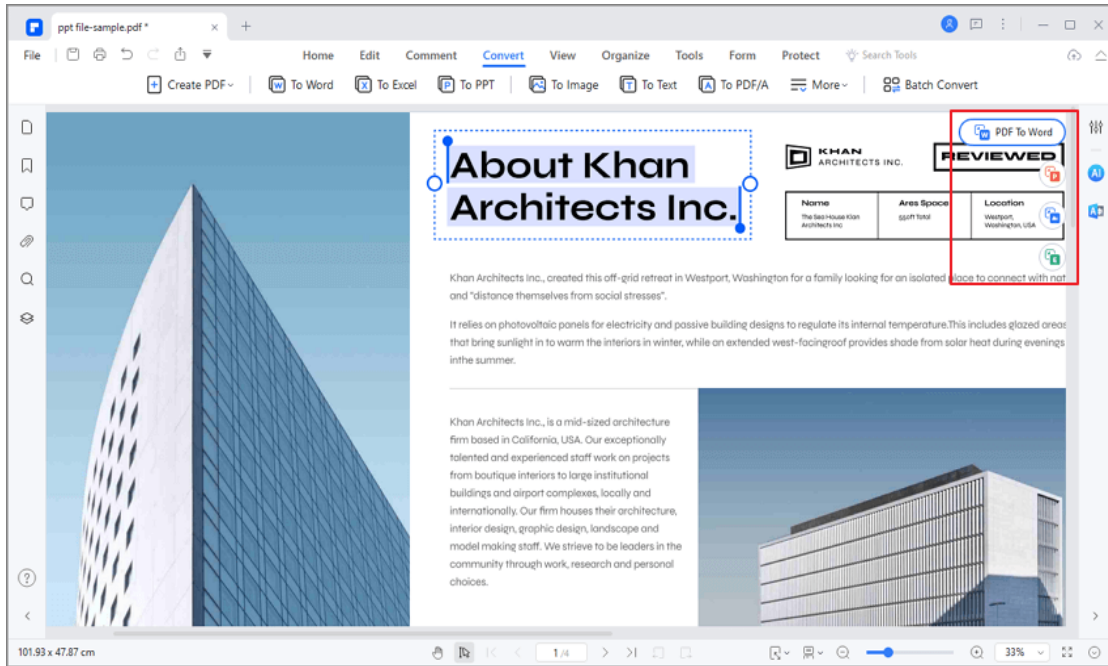 ppt file-sample.pdf *
File
Home Edit Comment Convert View Organize Tools Form Protect Search Tools
Create PDF To Word To Excel To PPT To Image To Text To PDF/A More Batch Convert
PDF To Word
About Khan
Architects Inc.
KHAN
ARCHITECTS INC.
REVIEWED
Name Ares Space Location
The Sea House Klan
Architects Inc
550ft Total
Westport,
Washington, USA
Khan Architects Inc., created this off-grid retreat in Westport, Washington for a family looking for an isolated place to connect with nat
and "distance themselves from social stresses".
It relies on photovoltaic panels for electricity and passive building designs to regulate its internal temperature.This includes glazed areas
that bring sunlight in to warm the interiors in winter, while an extended west-facingroof provides shade from solar heat during evenings
inthe summer.
Khan Architects Inc., is a mid-sized architecture
firm based in California, USA. Our exceptionally
talented and experienced staff work on projects
from boutique interiors to large institutional
buildings and airport complexes, locally and
internationally. Our firm houses their architecture,
interior design, graphic design, landscape and
model making staff. We strieve to be leaders in the
community through work, research and personal
choices.
101.93 x 47.87 cm
1 /4
33%